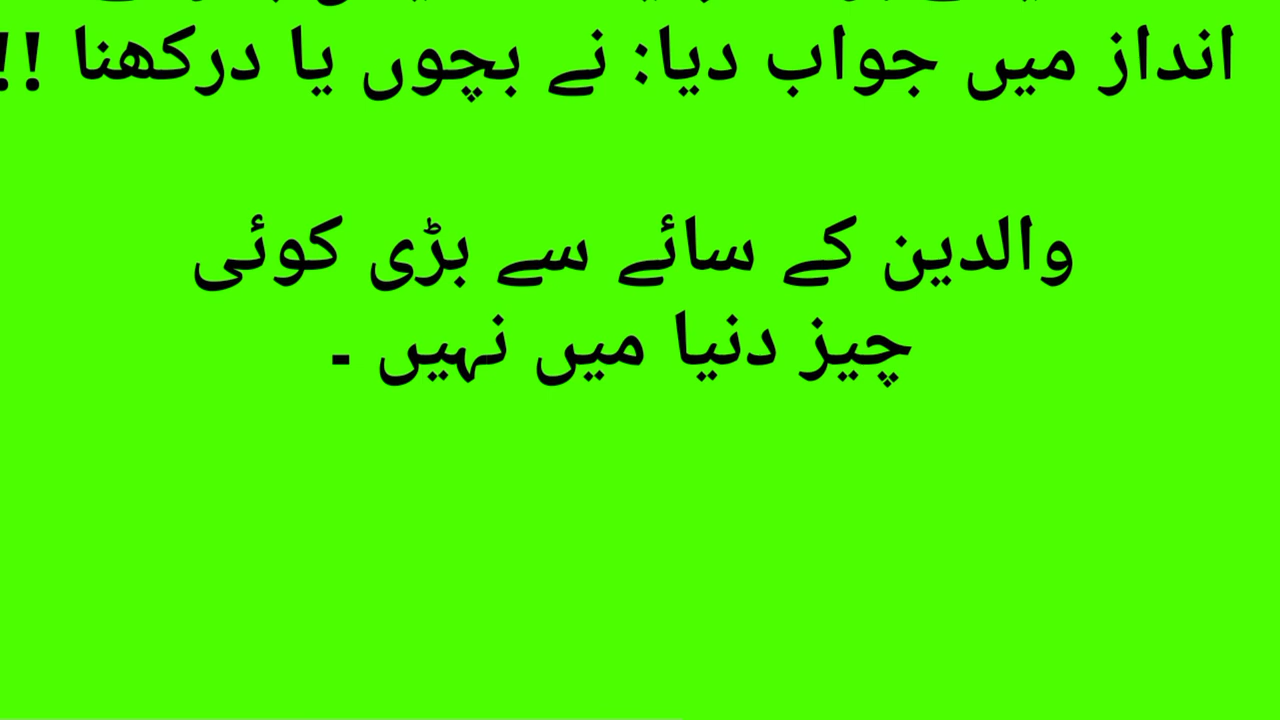 انداز میں جواب دیا: نے بچوں یا درکھنا !!
والدین کے سائے سے بڑی کوئی
چیز دنیا میں نہیں ۔